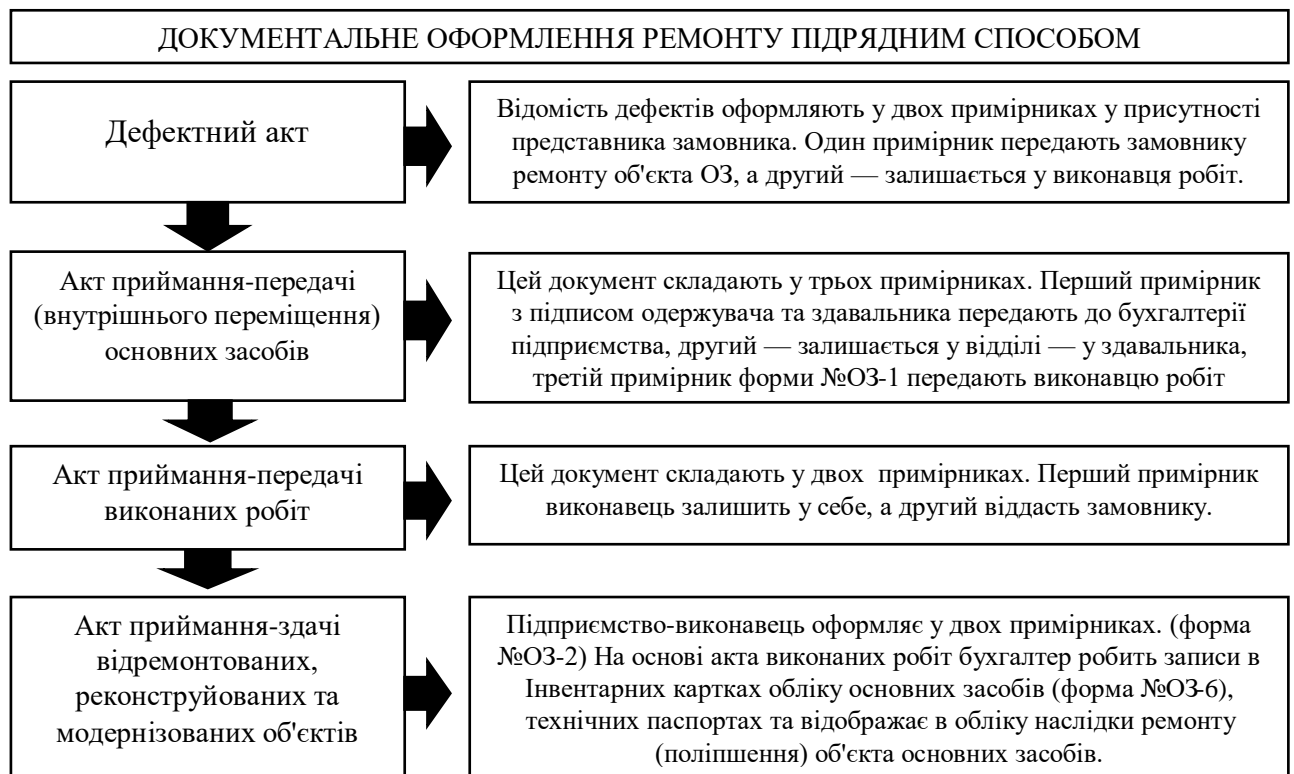 ДОКУМЕНТАЛЬНЕ ОФОРМЛЕННЯ РЕМОНТУ ПІДРЯДНИМ СПОСОБОМ
Дефектний акт
Відомість дефектів оформляють у двох примірниках у присутності
представника замовника. Один примірник передають замовнику
ремонту об'єкта ОЗ, а другий — залишається у виконавця робіт.
Акт приймання-передачі
(внутрішнього переміщення)
основних засобів
Цей документ складають у трьох примірниках. Перший примірник
з підписом одержувача та здавальника передають до бухгалтерії
підприємства, другий — залишається у відділі — у здавальника,
третій примірник форми №ОЗ-1 передають виконавцю робіт
Акт приймання-передачі
виконаних робіт
Цей документ складають у двох  примірниках. Перший примірник
виконавець залишить у себе, а другий віддасть замовнику.
Акт приймання-здачі
відремонтованих,
реконструйованих та
модернізованих об'єктів
Підприємство-виконавець оформляє у двох примірниках. (форма
№ОЗ-2) На основі акта виконаних робіт бухгалтер робить записи в
Інвентарних картках обліку основних засобів (форма №ОЗ-6),
технічних паспортах та відображає в обліку наслідки ремонту
(поліпшення) об'єкта основних засобів.